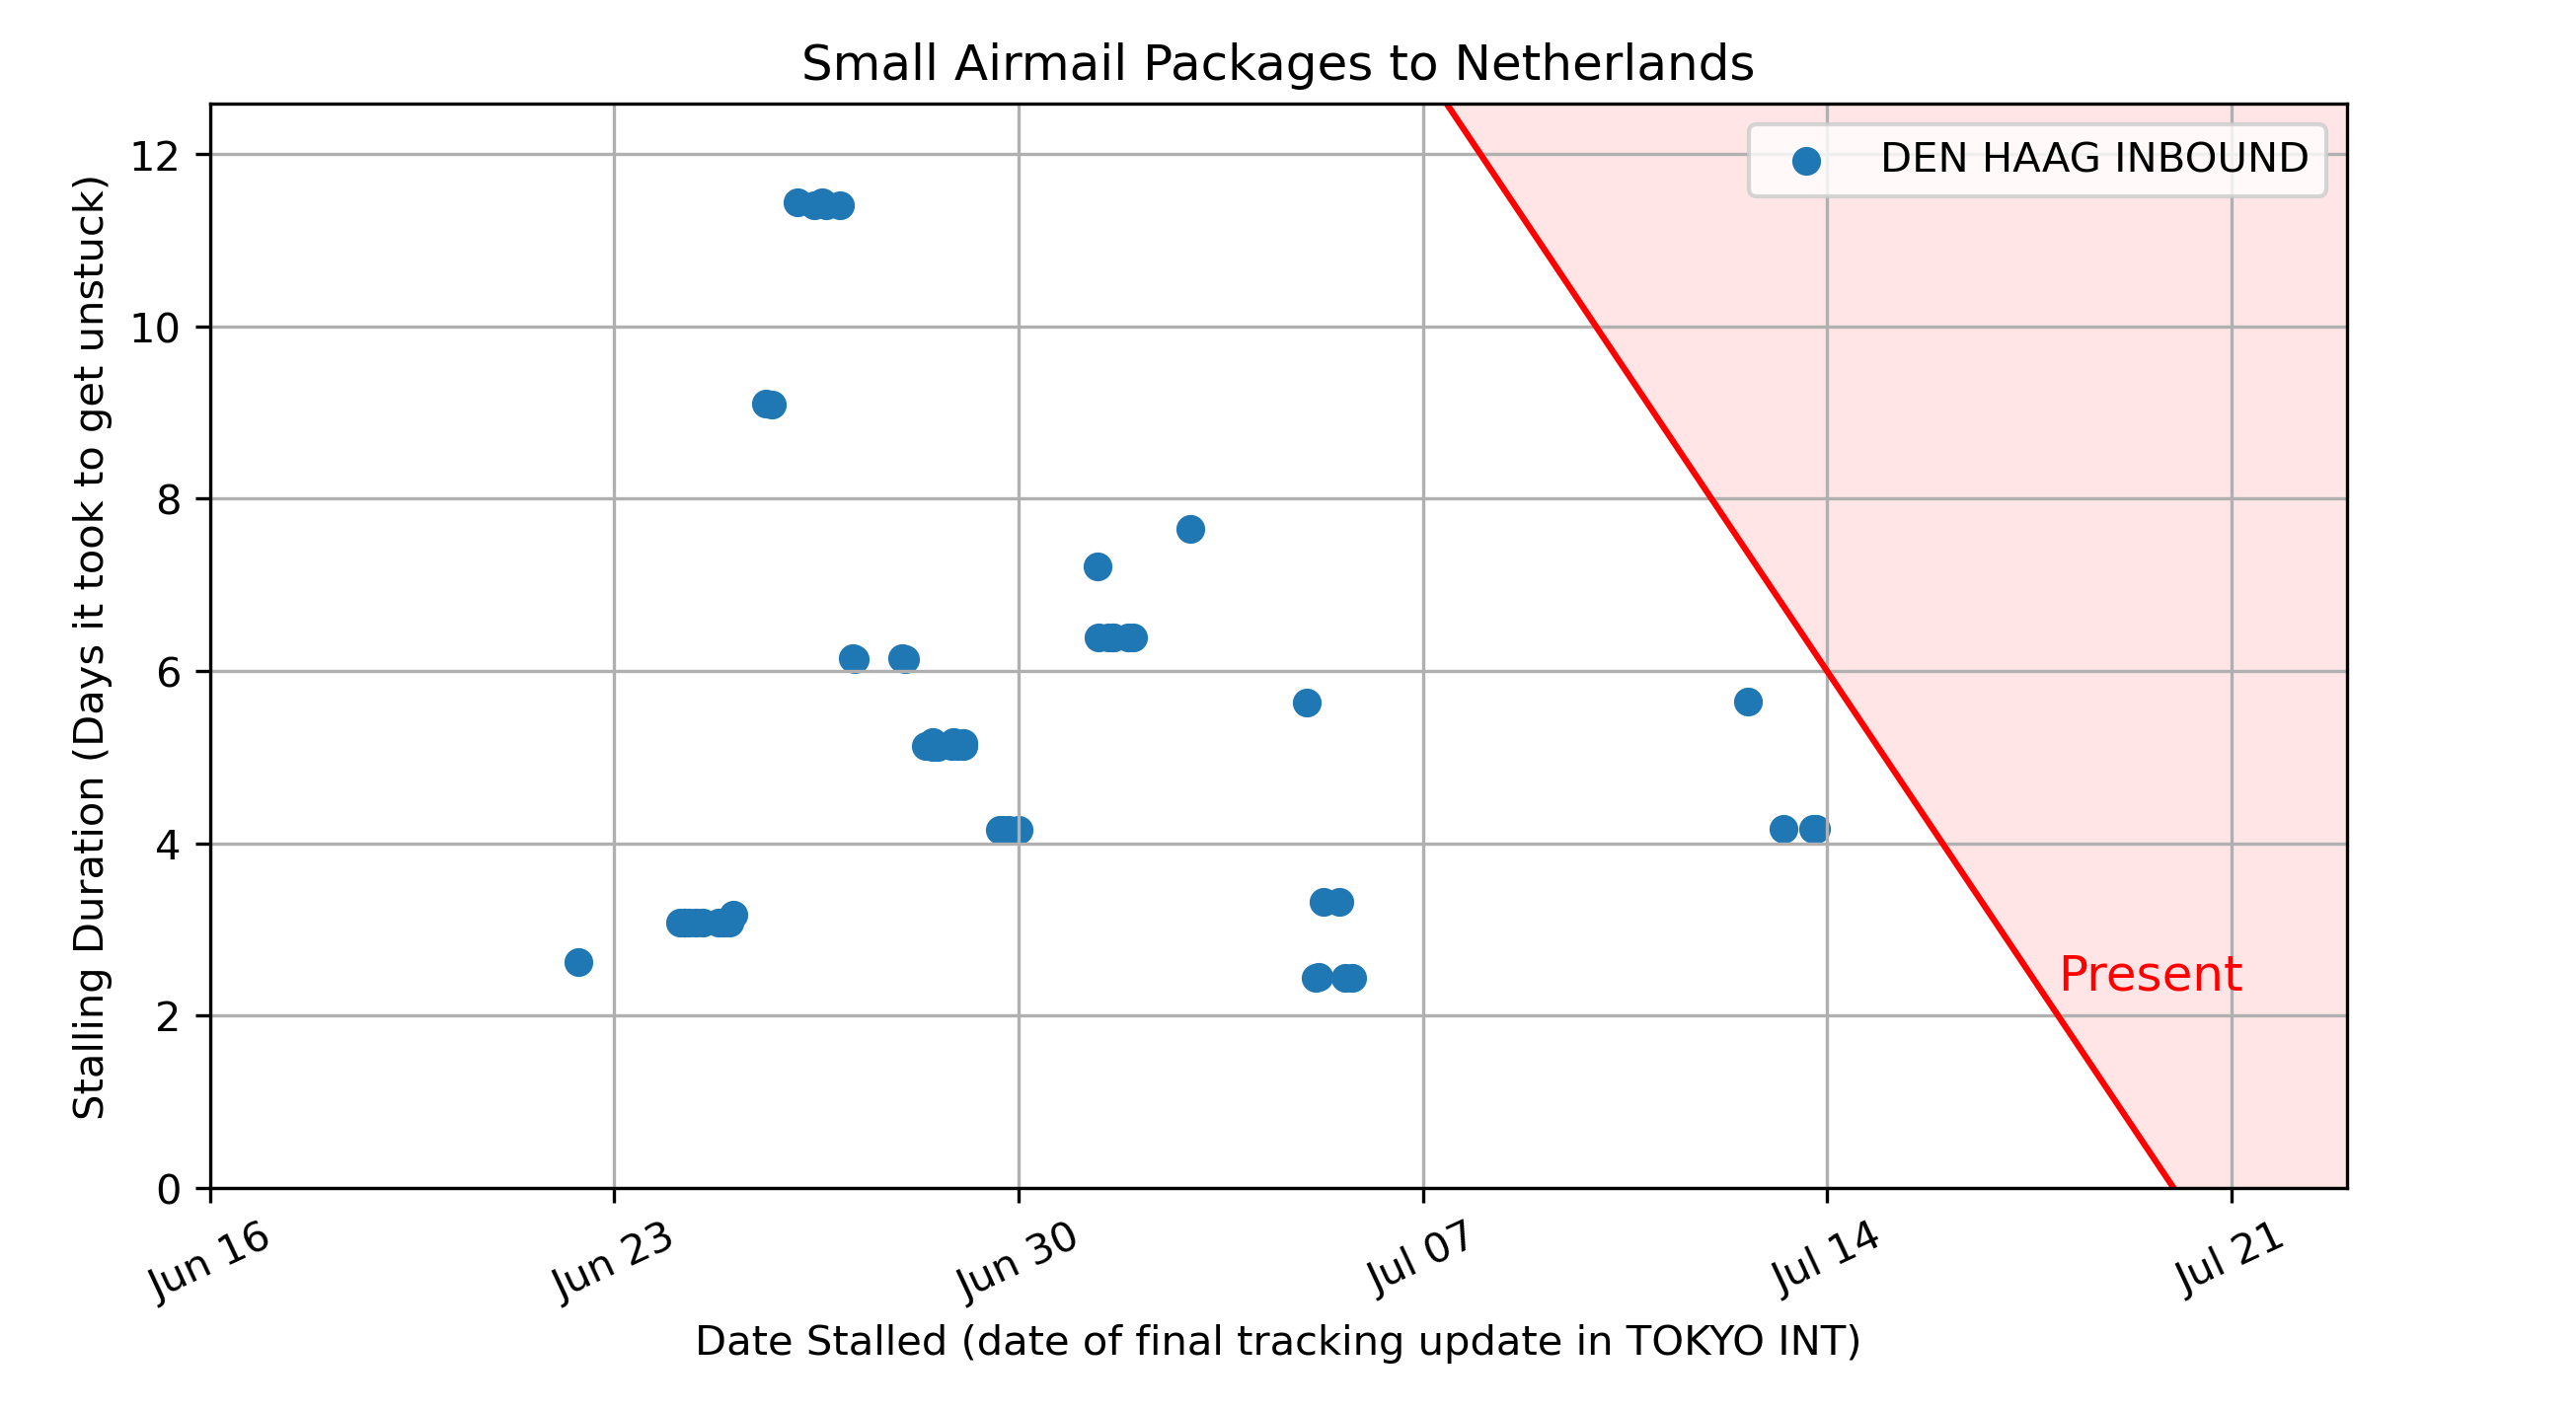 Small Airmail Packages to Netherlands
DEN HAAG INBOUND
Stalling Duration (Days it took to get unstuck)
12
10
8
6
4
2
0
Present
Jun 16
Jun 23
Jun 30
Jul 07
Jul 14
Jul 21
Date Stalled (date of final tracking update in TOKYO INT)